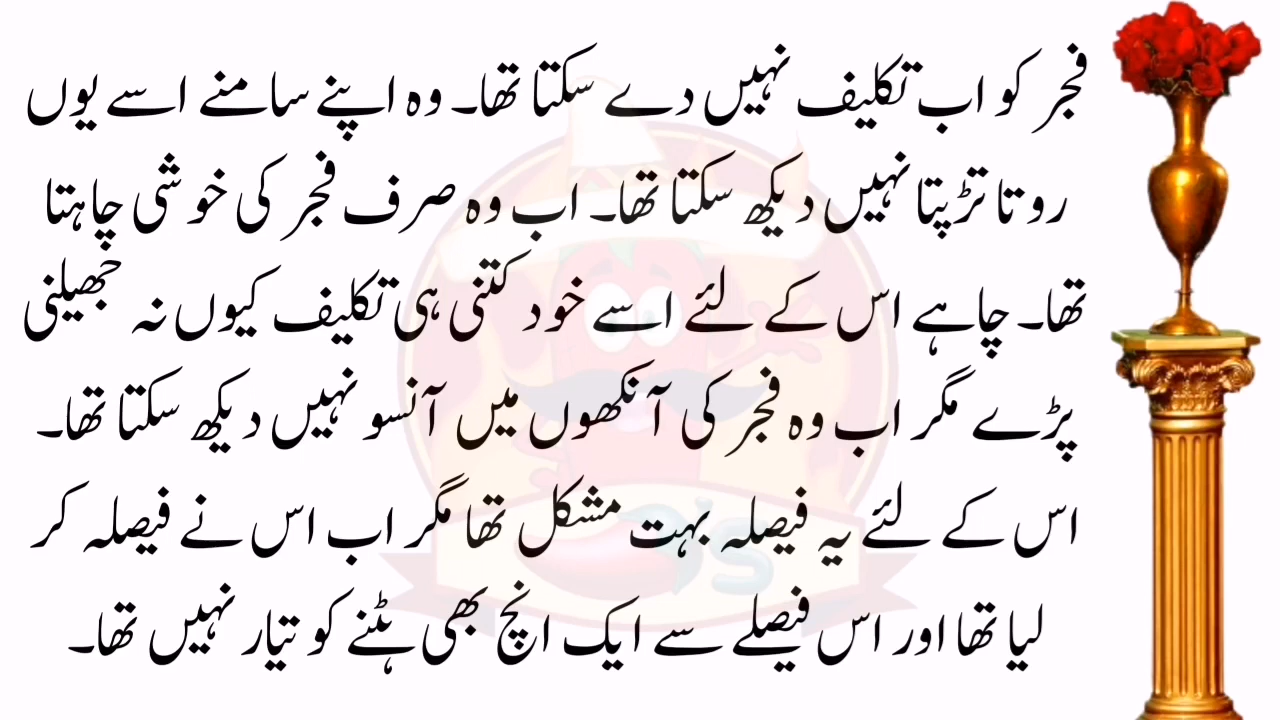 فجر کو اب تکلیف نہیں دے سکتا تھا۔ وہ اپنے سامنے اسے یوں
روتا تڑپتا نہیں دیکھ سکتا تھا۔ اب وہ صرف فجر کی خوشی چاہتا
تھا۔ چاہے اس کے لئے اسے خود کتنی ہی تکلیف کیوں نہ جھیلنی
پڑے مگر اب وہ فجر کی آنکھوں میں آنسو نہیں دیکھ سکتا تھا۔
اس کے لئے یہ فیصلہ بہت مشکل تھا مگر اب اس نے فیصلہ کر
لیا تھا اور اس فیصلے سے ایک انچ بھی ہٹنے کو تیار نہیں تھا۔